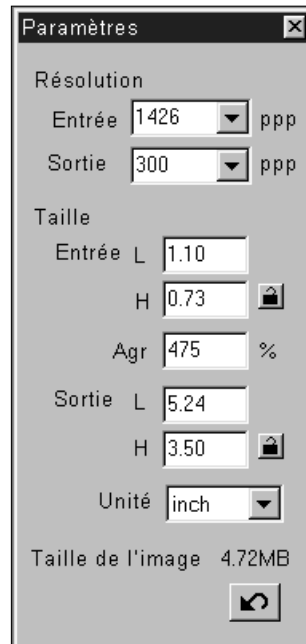 Paramètres
Résolution
Entrée 1426 ppp
Sortie 300 ppp
Taille
Entrée L 1.10
H 0.73
Agr 475 %
Sortie L 5.24
H 3.50
Unité inch
Taille de l'image 4.72MB